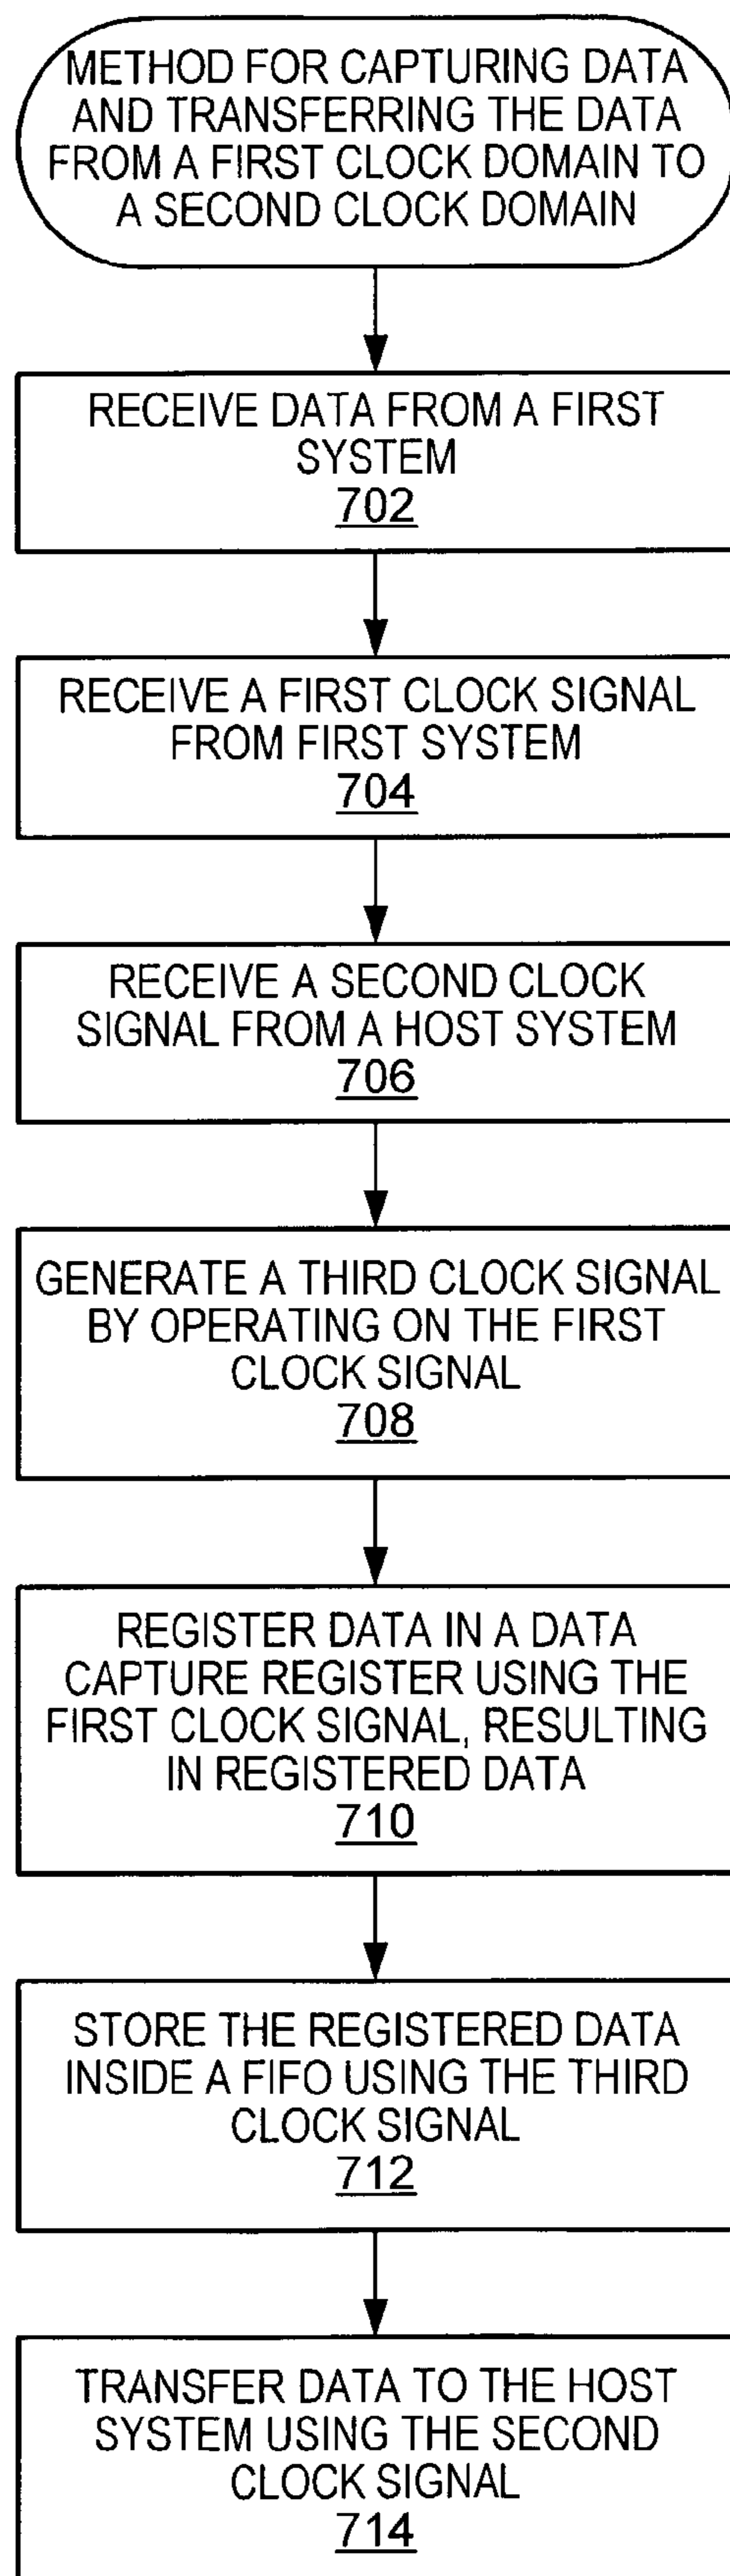 METHOD FOR CAPTURING DATA
AND TRANSFERRING THE DATA
FROM A FIRST CLOCK DOMAIN TO
A SECOND CLOCK DOMAIN
RECEIVE DATA FROM A FIRST
SYSTEM
702
RECEIVE A FIRST CLOCK SIGNAL
FROM FIRST SYSTEM
704
RECEIVE A SECOND CLOCK
SIGNAL FROM A HOST SYSTEM
706
GENERATE A THIRD CLOCK SIGNAL
BY OPERATING ON THE FIRST
CLOCK SIGNAL
708
REGISTER DATA IN A DATA
CAPTURE REGISTER USING THE
FIRST CLOCK SIGNAL, RESULTING
IN REGISTERED DATA
710
STORE THE REGISTERED DATA
INSIDE A FIFO USING THE THIRD
CLOCK SIGNAL
712
TRANSFER DATA TO THE HOST
SYSTEM USING THE SECOND
CLOCK SIGNAL
714